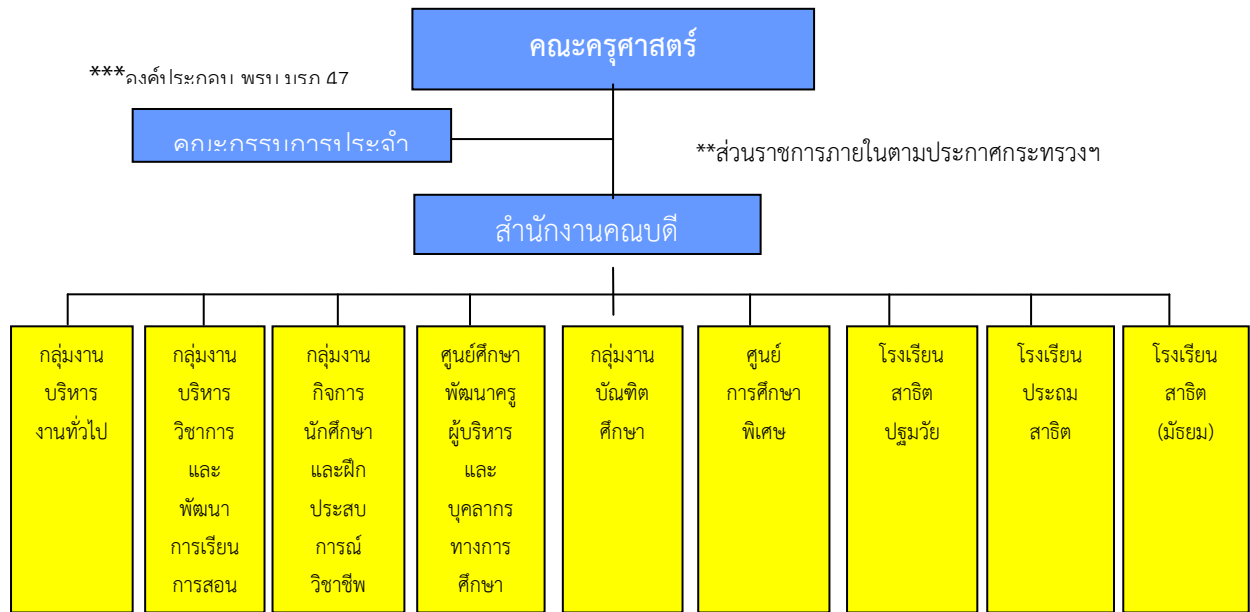 คณะครุศาสตร์
***องค์ประกอบ พรบ มรภ 47
คณะกรรมการประจำ
**ส่วนราชการภายในตามประกาศกระทรวงฯ
สำนักงานคณบดี
กลุ่มงาน
บริหาร
งานทั่วไป
กลุ่มงาน
บริหาร
วิชาการ
และ
พัฒนา
การเรียน
การสอน
กลุ่มงาน
กิจการ
นักศึกษา
และฝึก
ประสบ
การณ์
วิชาชีพ
ศูนย์ศึกษา
พัฒนาครู
ผู้บริหาร
และ
บุคลากร
ทางการ
ศึกษา
กลุ่มงาน
บัณฑิต
ศึกษา
ศูนย์
การศึกษา
พิเศษ
โรงเรียน
สาธิต
ปฐมวัย
โรงเรียน
ประถม
สาธิต
โรงเรียน
สาธิต
(มัธยม)